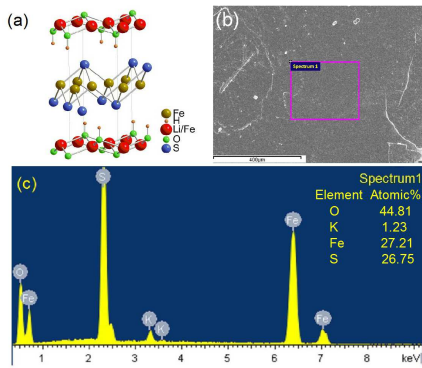 (a)
Fe
H
Li/Fe
O
S
(b)
Spectrum 1
400µm
(c)
Spectrum1
Element Atomic%
O 44.81
K 1.23
Fe 27.21
S 26.75
S
Fe
O
Fe
K
K
Fe
1 2 3 4 5 6 7 8 keV